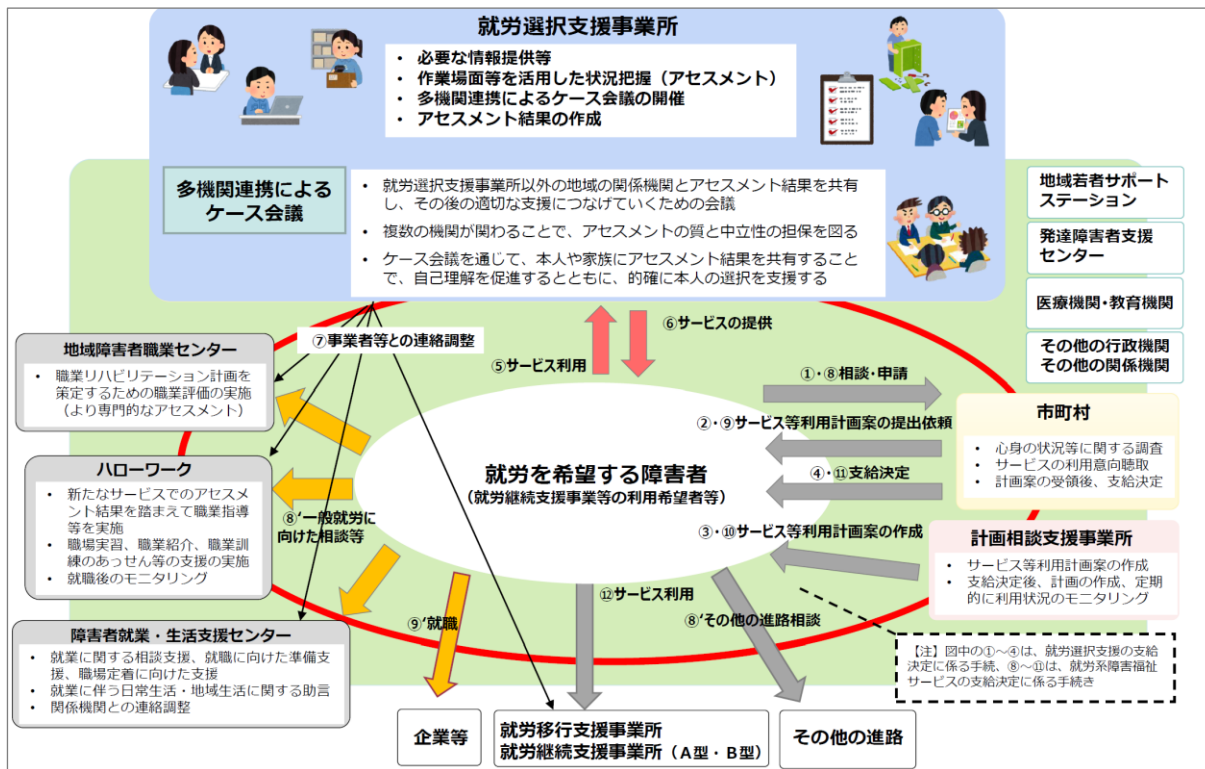 就労選択支援事業所
• 必要な情報提供等
• 作業場面等を活用した状況把握（アセスメント）
• 多機関連携によるケース会議の開催
• アセスメント結果の作成
多機関連携による
ケース会議
• 就労選択支援事業所以外の地域の関係機関とアセスメント結果を共有
し、その後の適切な支援につなげていくための会議
• 複数の機関が関わることで、アセスメントの質と中立性の担保を図る
• ケース会議を通じて、本人や家族にアセスメント結果を共有すること
で、自己理解を促進するとともに、的確に本人の選択を支援する
地域若者サポート
ステーション
発達障害者支援
センター
医療機関・教育機関
その他の行政機関
その他の関係機関
⑦事業者等との連絡調整
⑤サービス利用
⑥サービスの提供
地域障害者職業センター
• 職業リハビリテーション計画を
策定するための職業評価の実施
（より専門的なアセスメント）
ハローワーク
• 新たなサービスでのアセスメ
ント結果を踏まえて職業指導
等を実施
• 職場実習、職業紹介、職業訓
練のあっせん等の支援の実施
• 就職後のモニタリング
障害者就業・生活支援センター
• 就業に関する相談支援、就職に向けた準備支
援、職場定着に向けた支援
• 就業に伴う日常生活・地域生活に関する助言
• 関係機関との連絡調整
①・⑧相談・申請
②・⑨サービス等利用計画案の提出依頼
④・⑪支給決定
③・⑩サービス等利用計画案の作成
就労を希望する障害者
（就労継続支援事業等の利用希望者等）
⑧‘一般就労に
向けた相談等
⑨‘就職
⑫サービス利用
⑧‘その他の進路相談
市町村
• 心身の状況等に関する調査
• サービスの利用意向聴取
• 計画案の受領後、支給決定
計画相談支援事業所
• サービス等利用計画案の作成
• 支給決定後、計画の作成、定期
的に利用状況のモニタリング
【注】図中の①～④は、就労選択支援の支給
決定に係る手続、⑧～⑪は、就労系障害福祉
サービスの支給決定に係る手続き
企業等
就労移行支援事業所
就労継続支援事業所（Ａ型・Ｂ型）
その他の進路